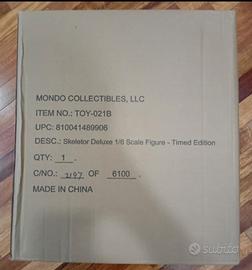 MONDO COLLECTIBLES, LLC
ITEM NO.: TOY-021B
UPC: 810041489906
DESC.: Skeletor Deluxe 1/6 Scale Figure - Timed Edition
QTY: 1 .
C/NO.: 2197 OF 6100 .
MADE IN CHINA
subito